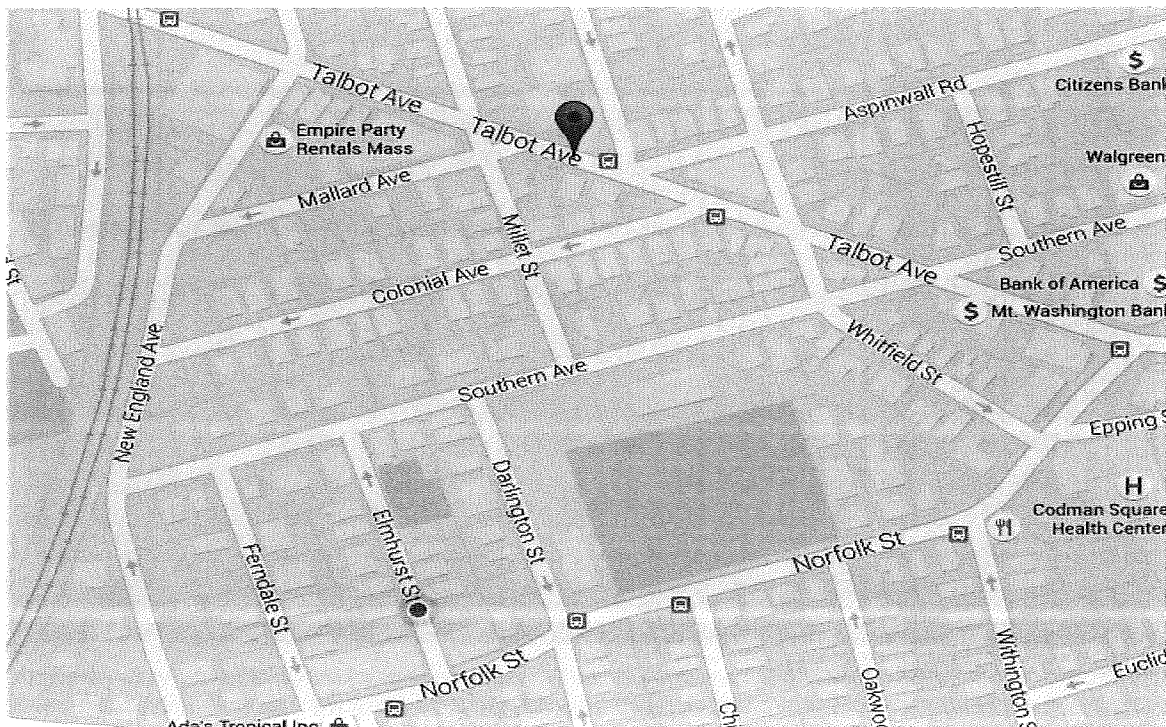 Talbot Ave
Aspinwall Rd
$
Citizens Bank
Empire Party
Rentals Mass
Talbot Ave
Hopestill St
Walgreens
Mallard Ave
Millet St
Southern Ave
Talbot Ave
Colonial Ave
Bank of America $
$ Mt. Washington Bank
New England Ave
Whitfield St
Southern Ave
Epping S
Darlington St
H
Codman Square
Health Center
Elmhurst St
Norfolk St
Ferndale St
Norfolk St
Withington S
Euclid
Oakwoo
Ch
Ada's Tropical Inc